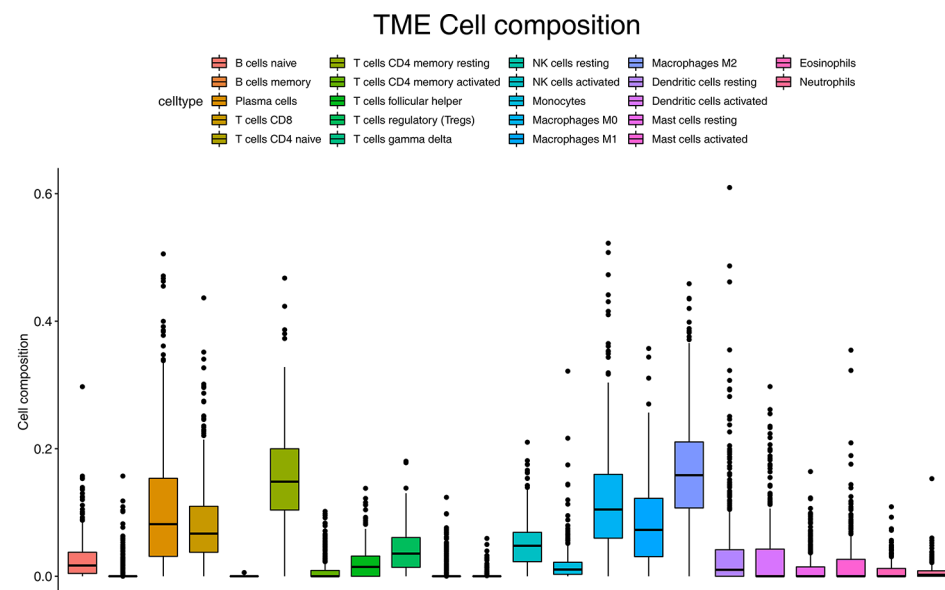 TME Cell composition
B cells naive T cells CD4 memory resting NK cells resting Macrophages M2 Eosinophils
B cells memory T cells CD4 memory activated NK cells activated Dendritic cells resting Neutrophils
celltype Plasma cells T cells follicular helper Monocytes Dendritic cells activated
T cells CD8 T cells regulatory (Tregs) Macrophages M0 Mast cells resting
T cells CD4 naive T cells gamma delta Macrophages M1 Mast cells activated
0.6
0.4
Cell composition
0.2
0.0